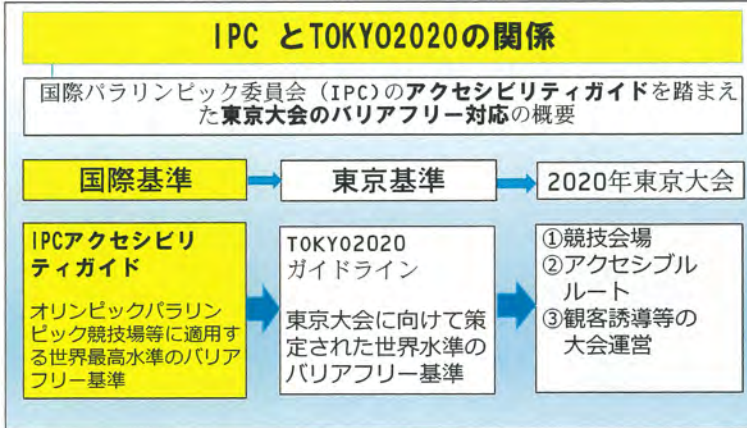 IPC とTOKYO2020の関係
国際パラリンピック委員会（IPC)のアクセシビリティガイドを踏まえ
た東京大会のバリアフリー対応の概要
国際基準
東京基準
2020年東京大会
IPCアクセシビリ
ティガイド
オリンピックパラリン
ピック競技場等に適用す
る世界最高水準のバリア
フリー基準
TOKYO2020
ガイドライン
東京大会に向けて策
定された世界水準の
バリアフリー基準
①競技会場
②アクセシブル
ルート
③観客誘導等の
大会運営